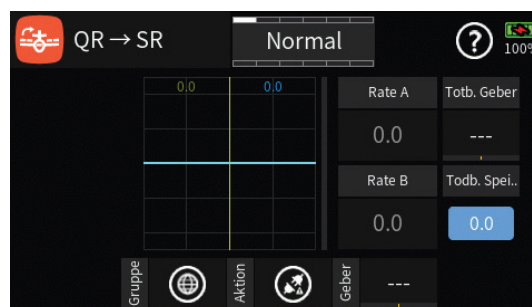 QR → SR
Normal
?
100%
0.0 0.0
Rate A
Totb. Geber
0.0
---
Rate B
Todb. Spei..
0.0
0.0
Gruppe
Aktion
Geber
---